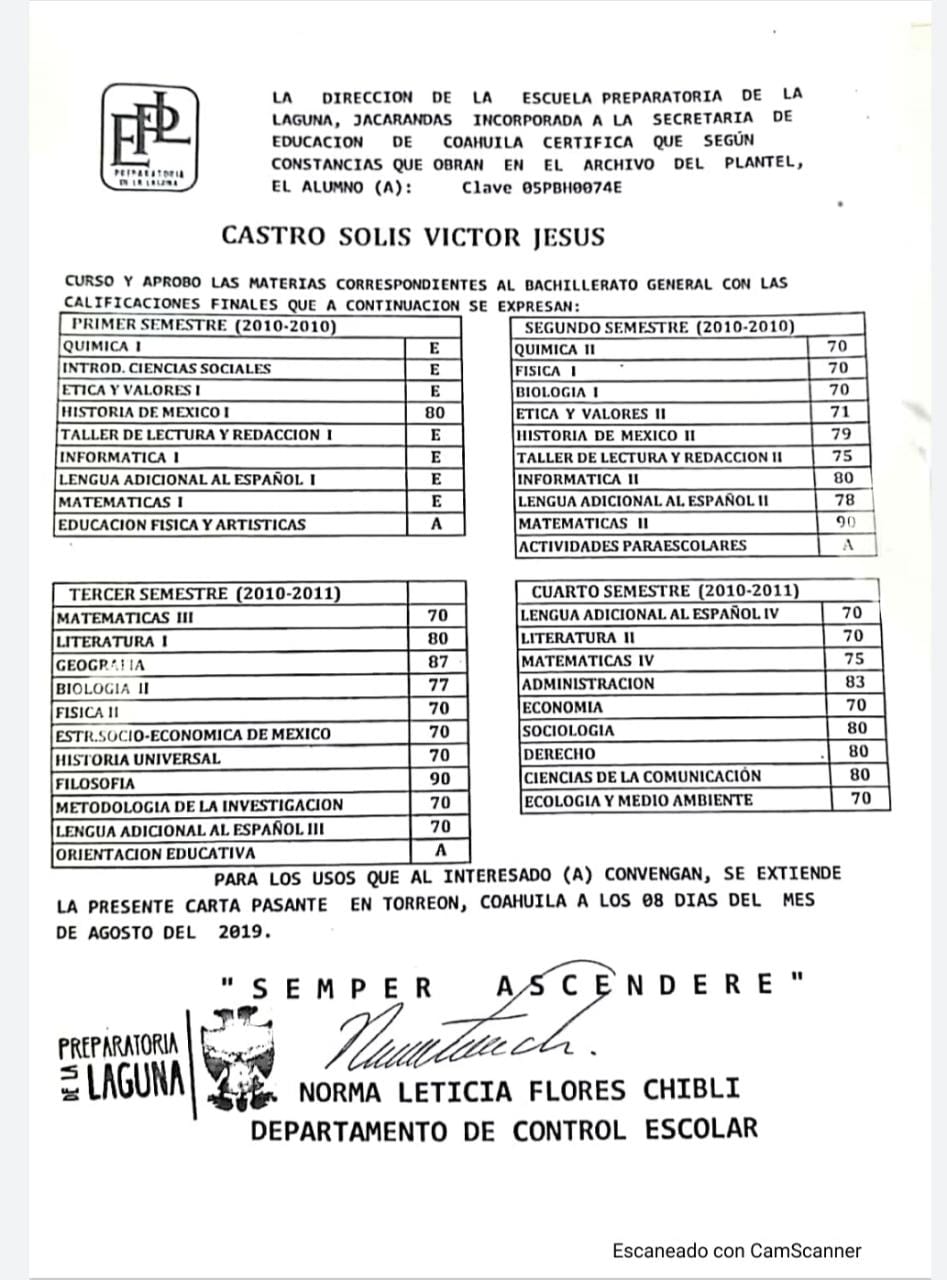 EPL
PREPARATORIA
DE LA LAGUNA
LA DIRECCION DE LA ESCUELA PREPARATORIA DE LA
LAGUNA, JACARANDAS INCORPORADA A LA SECRETARIA DE
EDUCACION DE COAHUILA CERTIFICA QUE SEGÚN
CONSTANCIAS QUE OBRAN EN EL ARCHIVO DEL PLANTEL,
EL ALUMNO (A): Clave 05PBH0074E
CASTRO SOLIS VICTOR JESUS
CURSO Y APROBO LAS MATERIAS CORRESPONDIENTES AL BACHILLERATO GENERAL CON LAS
CALIFICACIONES FINALES QUE A CONTINUACION SE EXPRESAN:
PRIMER SEMESTRE (2010-2010)
QUIMICA I E
INTROD. CIENCIAS SOCIALES E
ETICA Y VALORES I E
HISTORIA DE MEXICO I 80
TALLER DE LECTURA Y REDACCION I E
INFORMATICA I E
LENGUA ADICIONAL AL ESPAÑOL I E
MATEMATICAS I E
EDUCACION FISICA Y ARTISTICAS A
SEGUNDO SEMESTRE (2010-2010)
QUIMICA II 70
FISICA I 70
BIOLOGIA I 70
ETICA Y VALORES II 71
HISTORIA DE MEXICO II 79
TALLER DE LECTURA Y REDACCION II 75
INFORMATICA II 80
LENGUA ADICIONAL AL ESPAÑOL II 78
MATEMATICAS II 90
ACTIVIDADES PARAESCOLARES A
TERCER SEMESTRE (2010-2011)
MATEMATICAS III 70
LITERATURA I 80
GEOGRAFIA 87
BIOLOGIA II 77
FISICA II 70
ESTR.SOCIO-ECONOMICA DE MEXICO 70
HISTORIA UNIVERSAL 70
FILOSOFIA 90
METODOLOGIA DE LA INVESTIGACION 70
LENGUA ADICIONAL AL ESPAÑOL III 70
ORIENTACION EDUCATIVA A
CUARTO SEMESTRE (2010-2011)
LENGUA ADICIONAL AL ESPAÑOL IV 70
LITERATURA II 70
MATEMATICAS IV 75
ADMINISTRACION 83
ECONOMIA 70
SOCIOLOGIA 80
DERECHO 80
CIENCIAS DE LA COMUNICACIÓN 80
ECOLOGIA Y MEDIO AMBIENTE 70
PARA LOS USOS QUE AL INTERESADO (A) CONVENGAN, SE EXTIENDE
LA PRESENTE CARTA PASANTE EN TORREON, COAHUILA A LOS 08 DIAS DEL MES
DE AGOSTO DEL 2019.
"SEMPER ASCENDERE"
PREPARATORIA
DE LA LAGUNA
NORMA LETICIA FLORES CHIBLI
DEPARTAMENTO DE CONTROL ESCOLAR
Escaneado con CamScanner